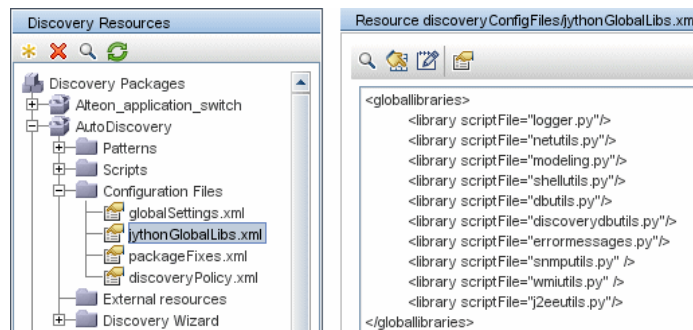 Discovery Resources
Discovery Packages
Alteon_application_switch
AutoDiscovery
Patterns
Scripts
Configuration Files
globalSettings.xml
jythonGlobalLibs.xml
packageFixes.xml
discoveryPolicy.xml
External resources
Discovery Wizard
Resource discoveryConfigFiles/jythonGlobalLibs.xm
<globallibraries>
<library scriptFile="logger.py"/>
<library scriptFile="netutils.py"/>
<library scriptFile="modeling.py"/>
<library scriptFile="shellutils.py"/>
<library scriptFile="dbutils.py"/>
<library scriptFile="discoverydbutils.py"/>
<library scriptFile="errormessages.py"/>
<library scriptFile="snmputils.py" />
<library scriptFile="wmiutils.py" />
<library scriptFile="j2eeutils.py"/>
</globallibraries>